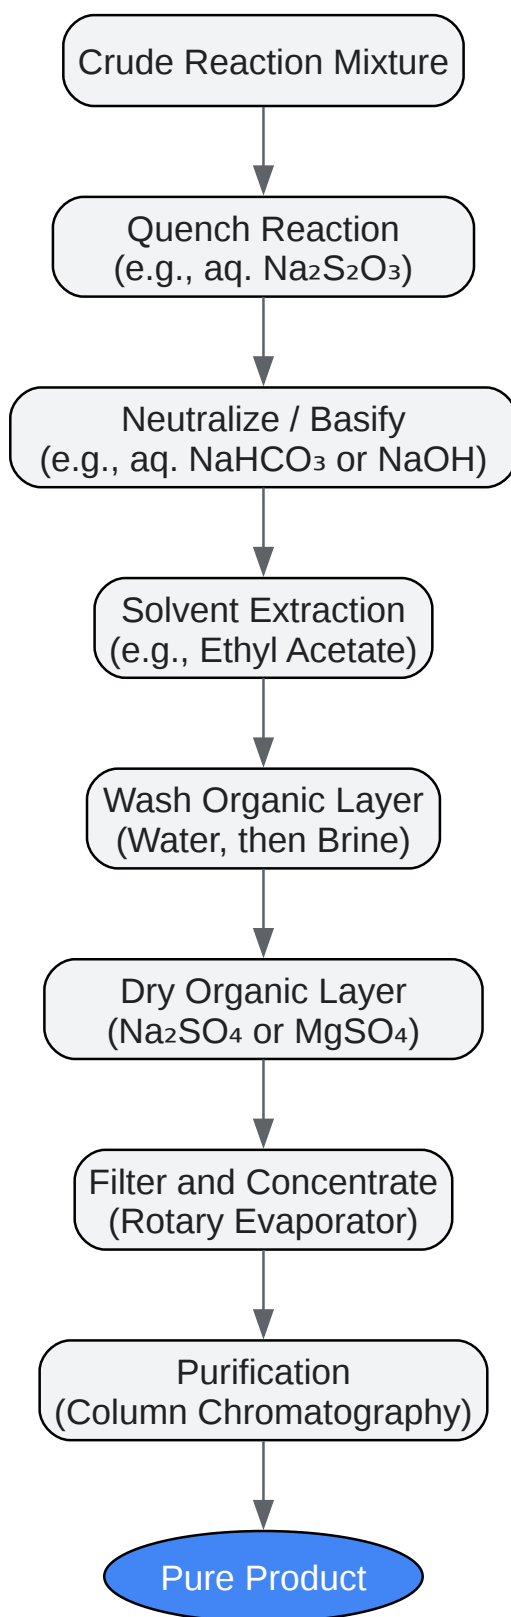 Crude Reaction Mixture
Quench Reaction
(e.g., aq. Na₂S₂O₃)
Neutralize / Basify
(e.g., aq. NaHCO₃ or NaOH)
Solvent Extraction
(e.g., Ethyl Acetate)
Wash Organic Layer
(Water, then Brine)
Dry Organic Layer
(Na₂SO₄ or MgSO₄)
Filter and Concentrate
(Rotary Evaporator)
Purification
(Column Chromatography)
Pure Product